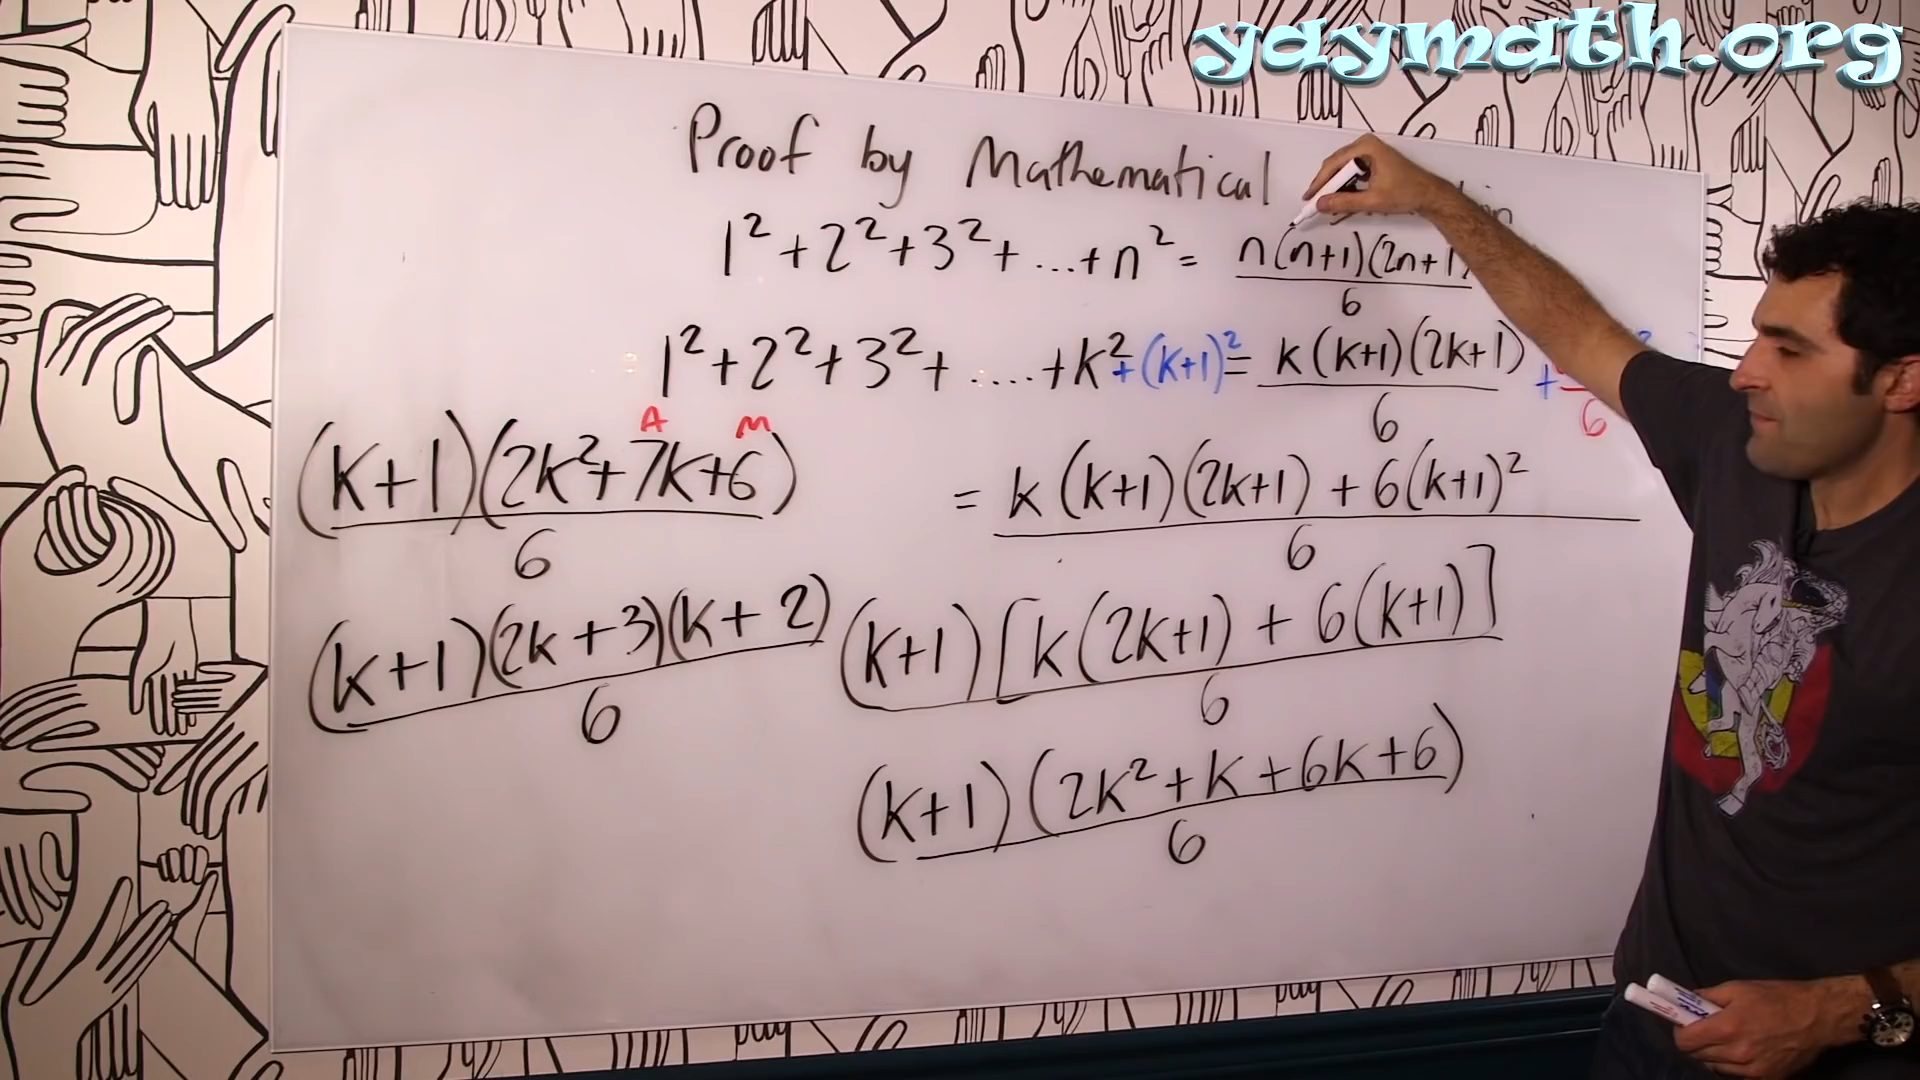 yaymath.org
Proof by Mathematical
1² + 2² + 3² + ... + n² = n(n+1)(2n+1
6
1² + 2² + 3² + ..... + k² + (k+1)² = k(k+1)(2k+1) +
6 6
A M
(k+1)(2k²+7k+6)
6
= k(k+1)(2k+1) + 6(k+1)²
6
(k+1)(2k+3)(k+2)
6
(k+1)[k(2k+1) + 6(k+1)]
6
(k+1)(2k²+k+6k+6)
6